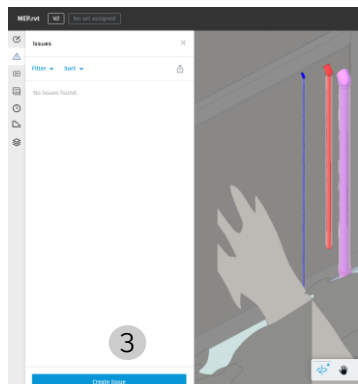 MEP.rvt V2 No set assigned
Issues
Filter Sort
No issues found.
3
Create Issue